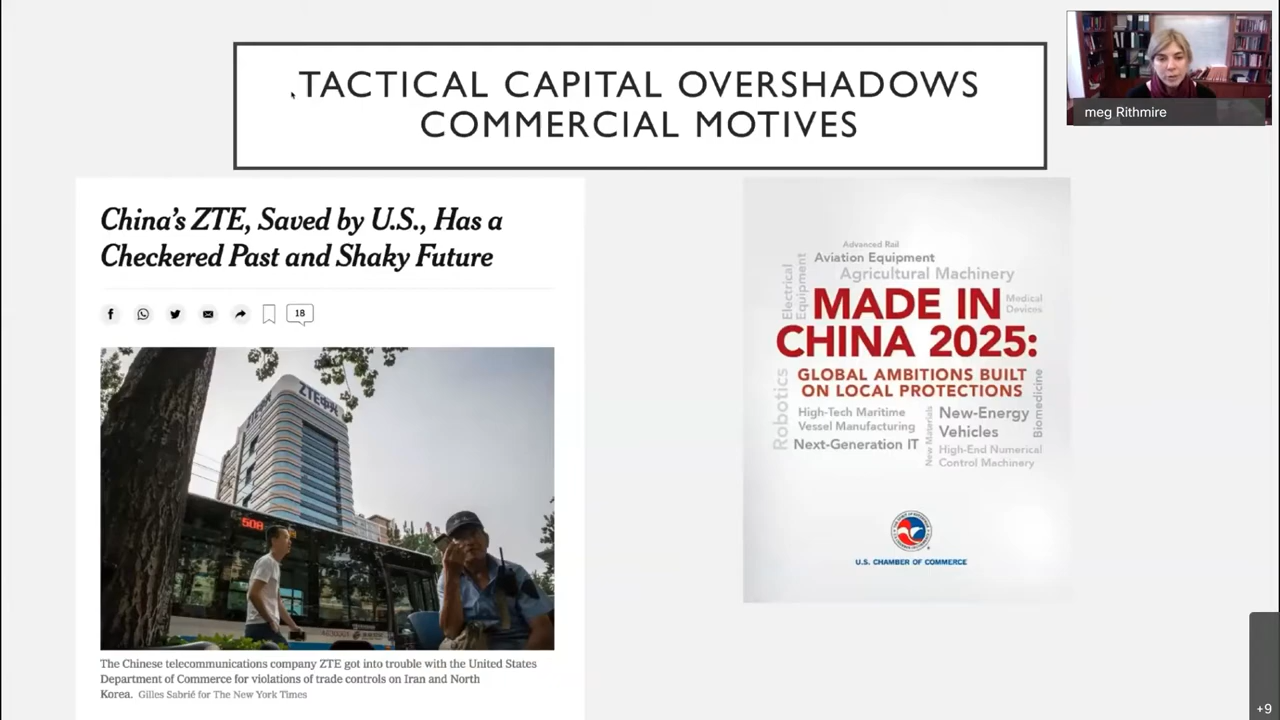 .TACTICAL CAPITAL OVERSHADOWS
COMMERCIAL MOTIVES
meg Rithmire
China's ZTE, Saved by U.S., Has a
Checkered Past and Shaky Future
18
ZTE中兴
508
The Chinese telecommunications company ZTE got into trouble with the United States
Department of Commerce for violations of trade controls on Iran and North
Korea. Gilles Sabrié for The New York Times
Advanced Rail
Aviation Equipment
Agricultural Machinery
Electrical
Equipment
MADE IN
CHINA 2025:
Medical
Devices
GLOBAL AMBITIONS BUILT
ON LOCAL PROTECTIONS
Robotics
High-Tech Maritime
Vessel Manufacturing
Next-Generation IT
New Materials
New-Energy
Vehicles
High-End Numerical
Control Machinery
Biomedicine
U.S. CHAMBER OF COMMERCE
+9